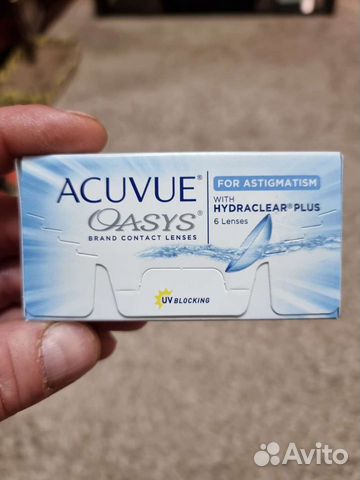 ACUVUE®
OASYS®
BRAND CONTACT LENSES
FOR ASTIGMATISM
WITH
HYDRACLEAR® PLUS
6 Lenses
UV BLOCKING
Avito